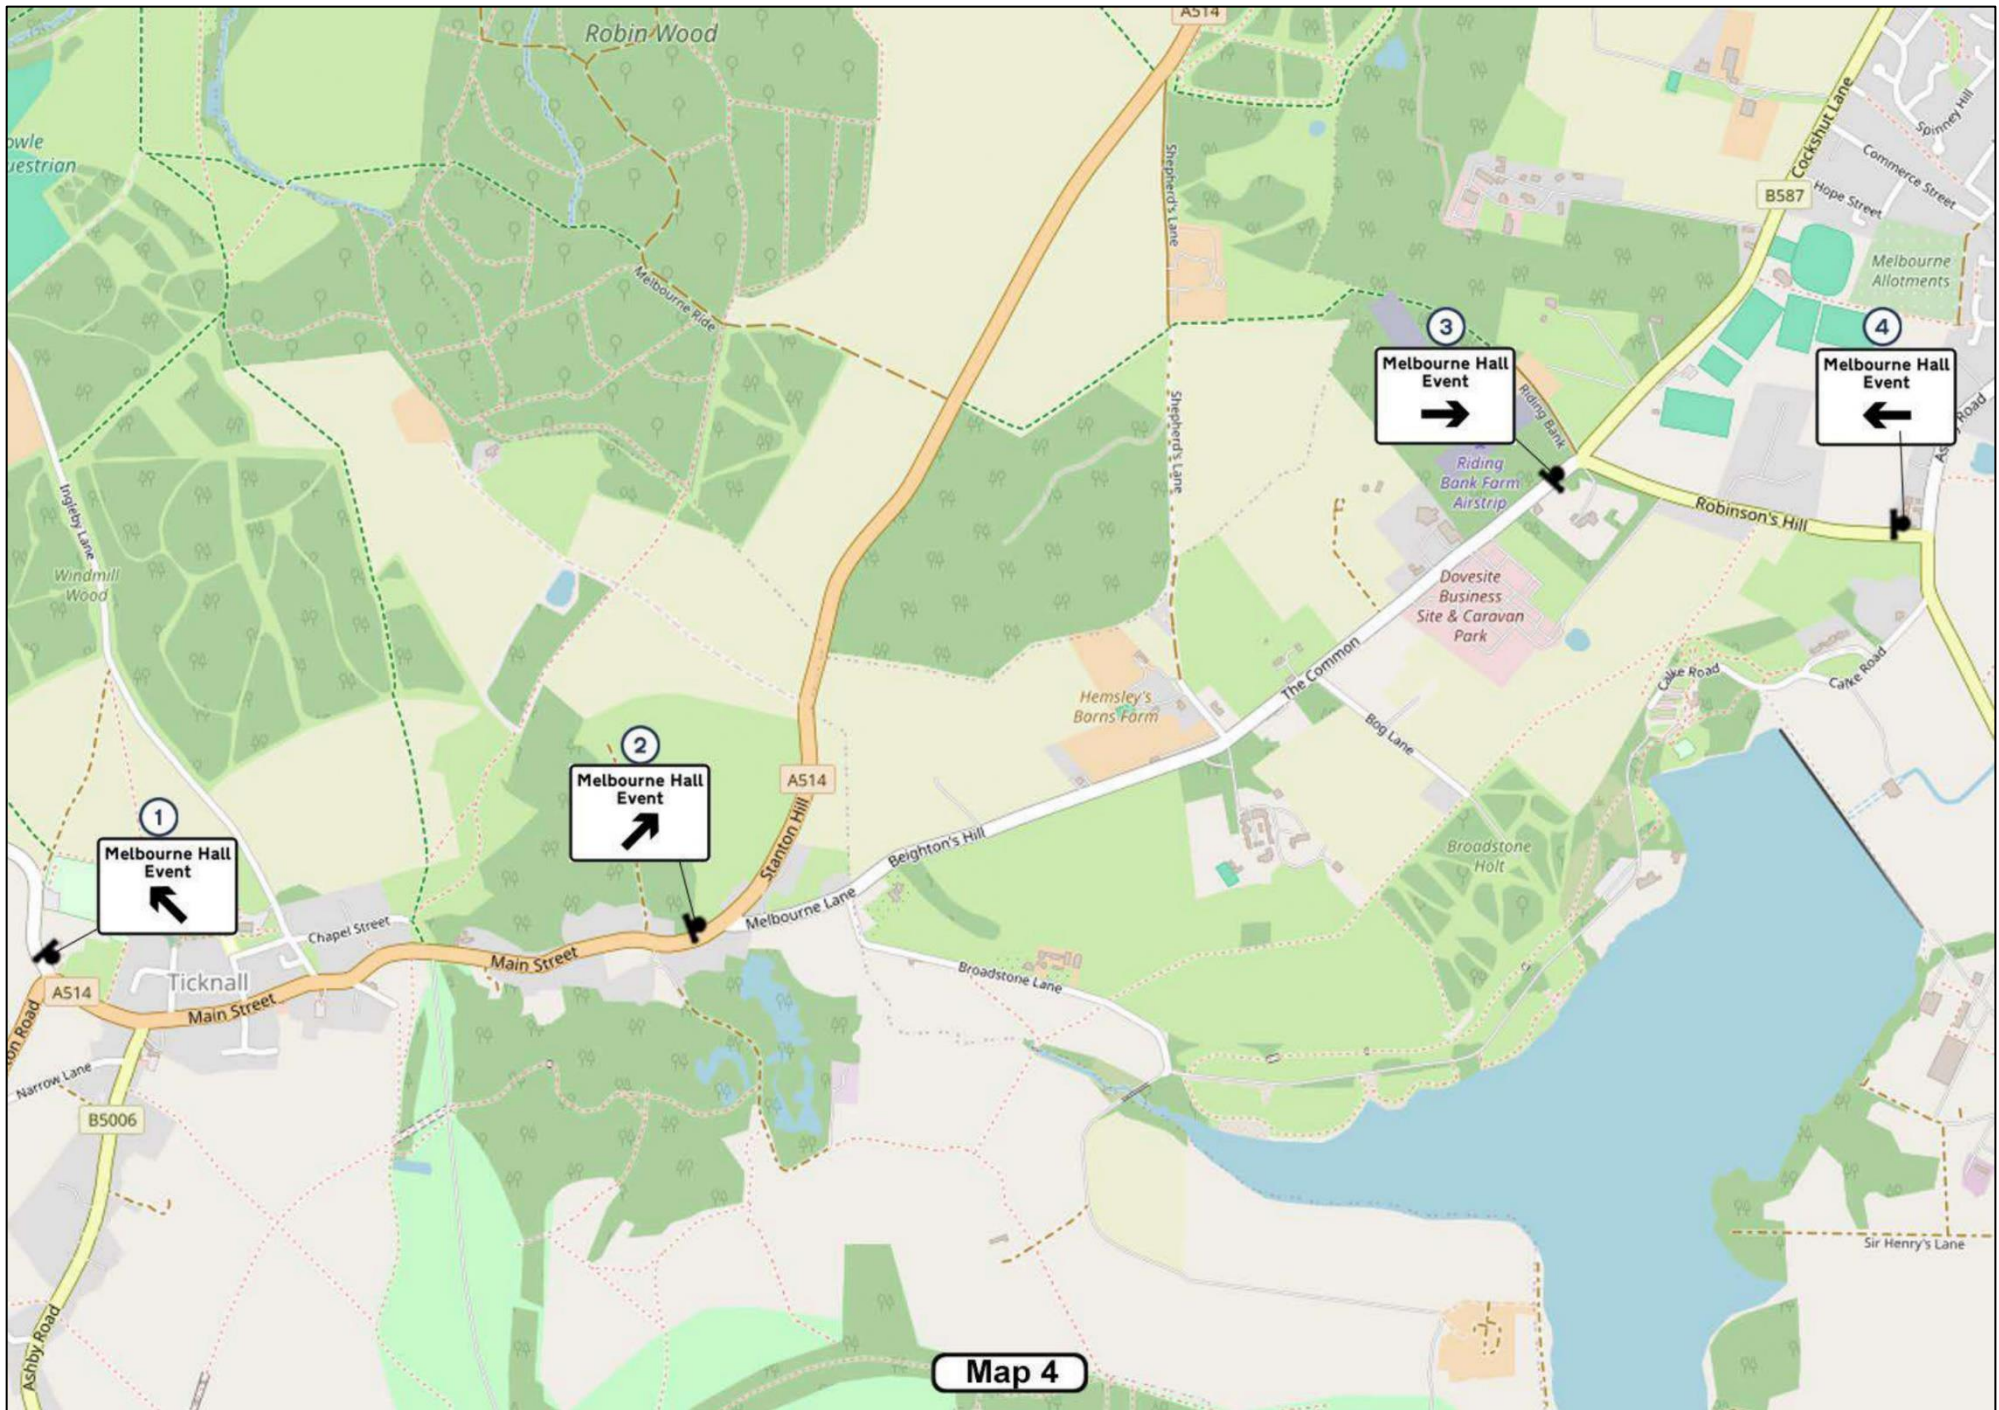 A514
Robin Wood
owle
uestrian
Cockshut Lane
Spinney Hill
Commerce Street
Hope Street
B587
Shepherd's Lane
Melbourne
Allotments
Melbourne Ride
3
Melbourne Hall
Event
4
Melbourne Hall
Event
Riding Bank
Shepherd's Lane
Riding
Bank Farm
Airstrip
Robinson's Hill
Ingleby Lane
Windmill
Wood
Dovesite
Business
Site & Caravan
Park
The Common
Calke Road
Calke Road
Hemsley's
Barns Farm
Bog Lane
2
Melbourne Hall
Event
A514
Stanton Hill
1
Melbourne Hall
Event
Beighton's Hill
Broadstone
Holt
Melbourne Lane
Chapel Street
Main Street
Broadstone Lane
Ticknall
A514
Main Street
on Road
Narrow Lane
B5006
Sir Henry's Lane
Ashby Road
Map 4